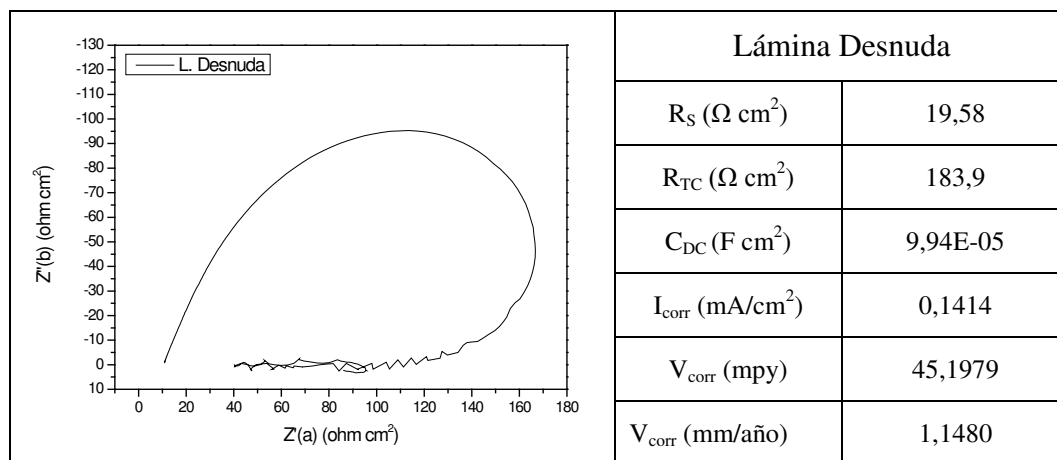 -130
-120
-110
-100
-90
-80
-70
-60
-50
-40
-30
-20
-10
0
10
Z''(b) (ohm cm²)
L. Desnuda
0 20 40 60 80 100 120 140 160 180
Z'(a) (ohm cm²)
Lámina Desnuda
R_S (Ω cm²) 19,58
R_TC (Ω cm²) 183,9
C_DC (F cm²) 9,94E-05
I_corr (mA/cm²) 0,1414
V_corr (mpy) 45,1979
V_corr (mm/año) 1,1480